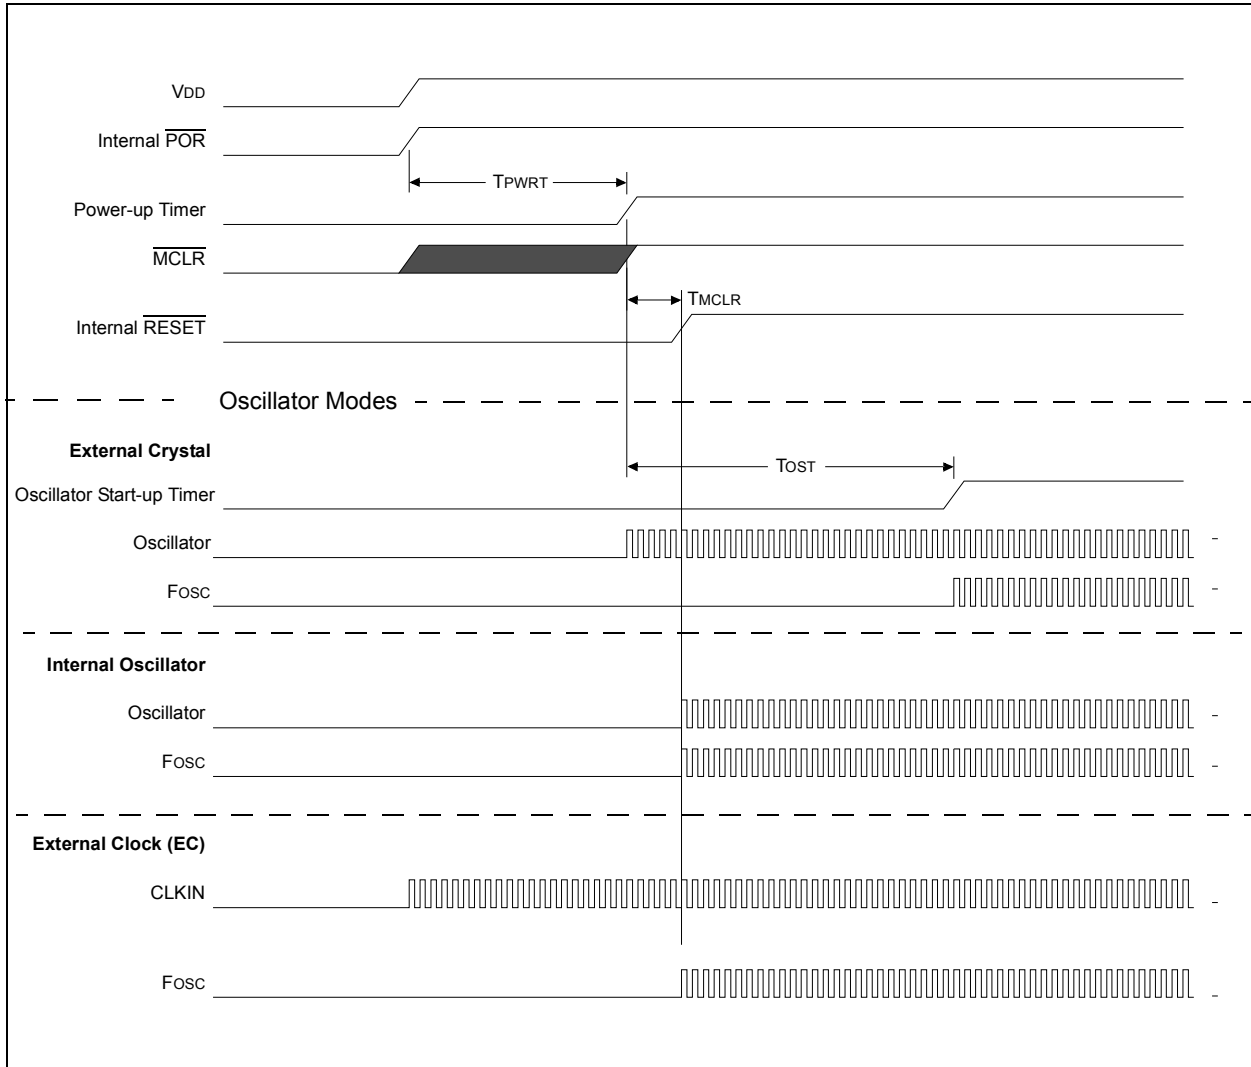 VDD
Internal POR
TPWRT
Power-up Timer
MCLR
TMCLR
Internal RESET
Oscillator Modes
External Crystal
TOST
Oscillator Start-up Timer
Oscillator
FOSC
Internal Oscillator
Oscillator
FOSC
External Clock (EC)
CLKIN
FOSC